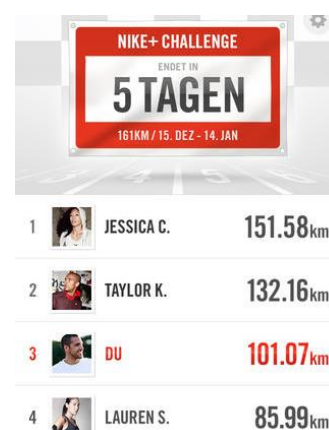 NIKE+ CHALLENGE
ENDET IN
5 TAGEN
161KM / 15. DEZ - 14. JAN
1 JESSICA C. 151.58km
2 TAYLOR K. 132.16km
3 DU 101.07km
4 LAUREN S. 85.99km